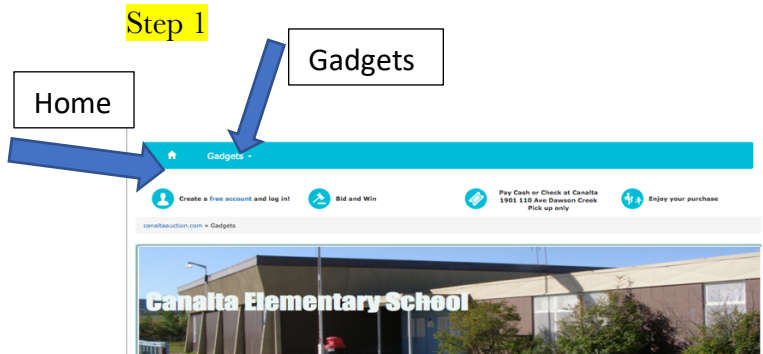 Step 1
Gadgets
Home
Gadgets -
Create a free account and log in!
Bid and Win
Pay Cash or Check at Canalta
1901 110 Ave Dawson Creek
Pick up only
Enjoy your purchase
canaltaauction.com » Gadgets
Canalta Elementary School